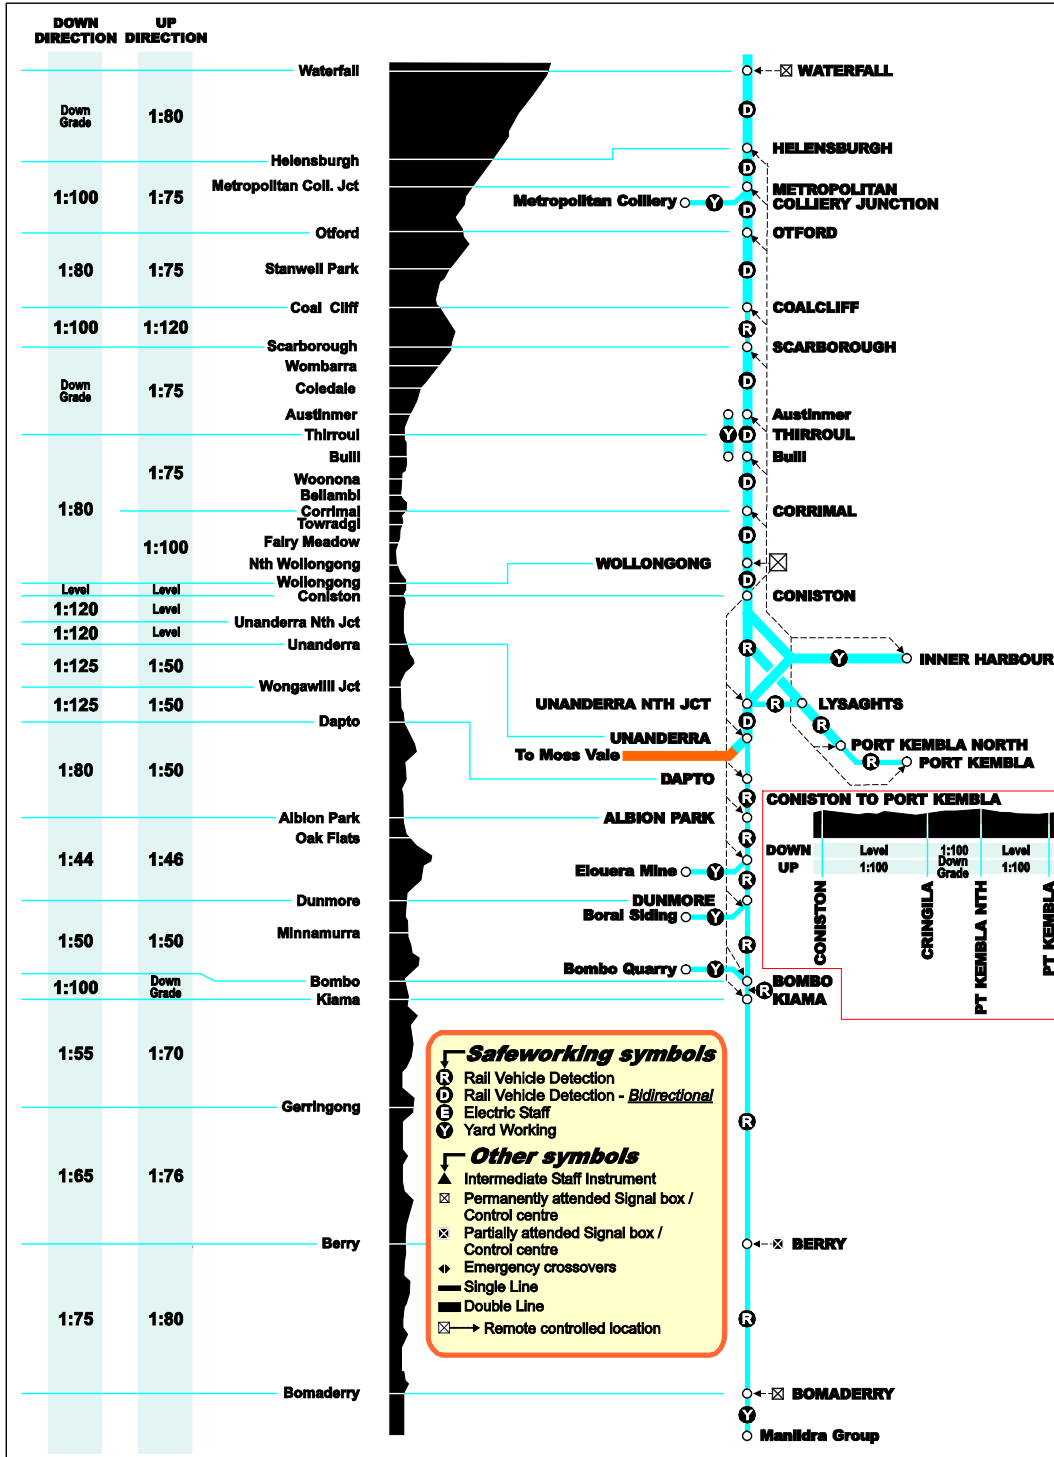 DOWN
DIRECTION
UP
DIRECTION
Down
Grade
1:100
1:80
1:100
Down
Grade
1:80
Level
1:120
1:120
1:125
1:125
1:80
1:44
1:50
1:100
1:55
1:65
1:75
1:80
1:75
1:75
1:120
1:75
1:75
1:100
Level
Level
Level
1:50
1:50
1:50
1:46
1:50
Down
Grade
1:70
1:76
1:80
Waterfall
Helensburgh
Metropolitan Coll. Jct
Otford
Stanwell Park
Coal Cliff
Scarborough
Wombarra
Coledale
Austinmer
Thirroul
Bulli
Woonona
Bellambi
Corrimal
Towradgi
Fairy Meadow
Nth Wollongong
Wollongong
Coniston
Unanderra Nth Jct
Unanderra
Wongawilli Jct
Dapto
Albion Park
Oak Flats
Dunmore
Minnamurra
Bombo
Kiama
Gerringong
Berry
Bomaderry
WATERFALL
D
HELENSBURGH
D
METROPOLITAN
COLLIERY JUNCTION
Metropolitan Colliery
Y
D
OTFORD
D
COALCLIFF
R
SCARBOROUGH
D
Austinmer
Y
D
THIRROUL
Bulli
D
CORRIMAL
D
WOLLONGONG
D
CONISTON
R
Y
INNER HARBOUR
UNANDERRA NTH JCT
R
LYSAGHTS
D
R
UNANDERRA
PORT KEMBLA NORTH
To Moss Vale
R
PORT KEMBLA
DAPTO
R
ALBION PARK
R
Elouera Mine
Y
R
DUNMORE
Boral Siding
Y
R
Bombo Quarry
Y
BOMBO
R
KIAMA
R
BERRY
R
BOMADERRY
Y
Manildra Group
CONISTON TO PORT KEMBLA
DOWN
Level
1:100
Level
UP
1:100
Down
Grade
1:100
CONISTON
CRINGILA
PT KEMBLA NTH
PT KEMBLA
Safeworking symbols
R Rail Vehicle Detection
D Rail Vehicle Detection - Bidirectional
E Electric Staff
Y Yard Working
Other symbols
Intermediate Staff Instrument
Permanently attended Signal box /
Control centre
Partially attended Signal box /
Control centre
Emergency crossovers
Single Line
Double Line
Remote controlled location